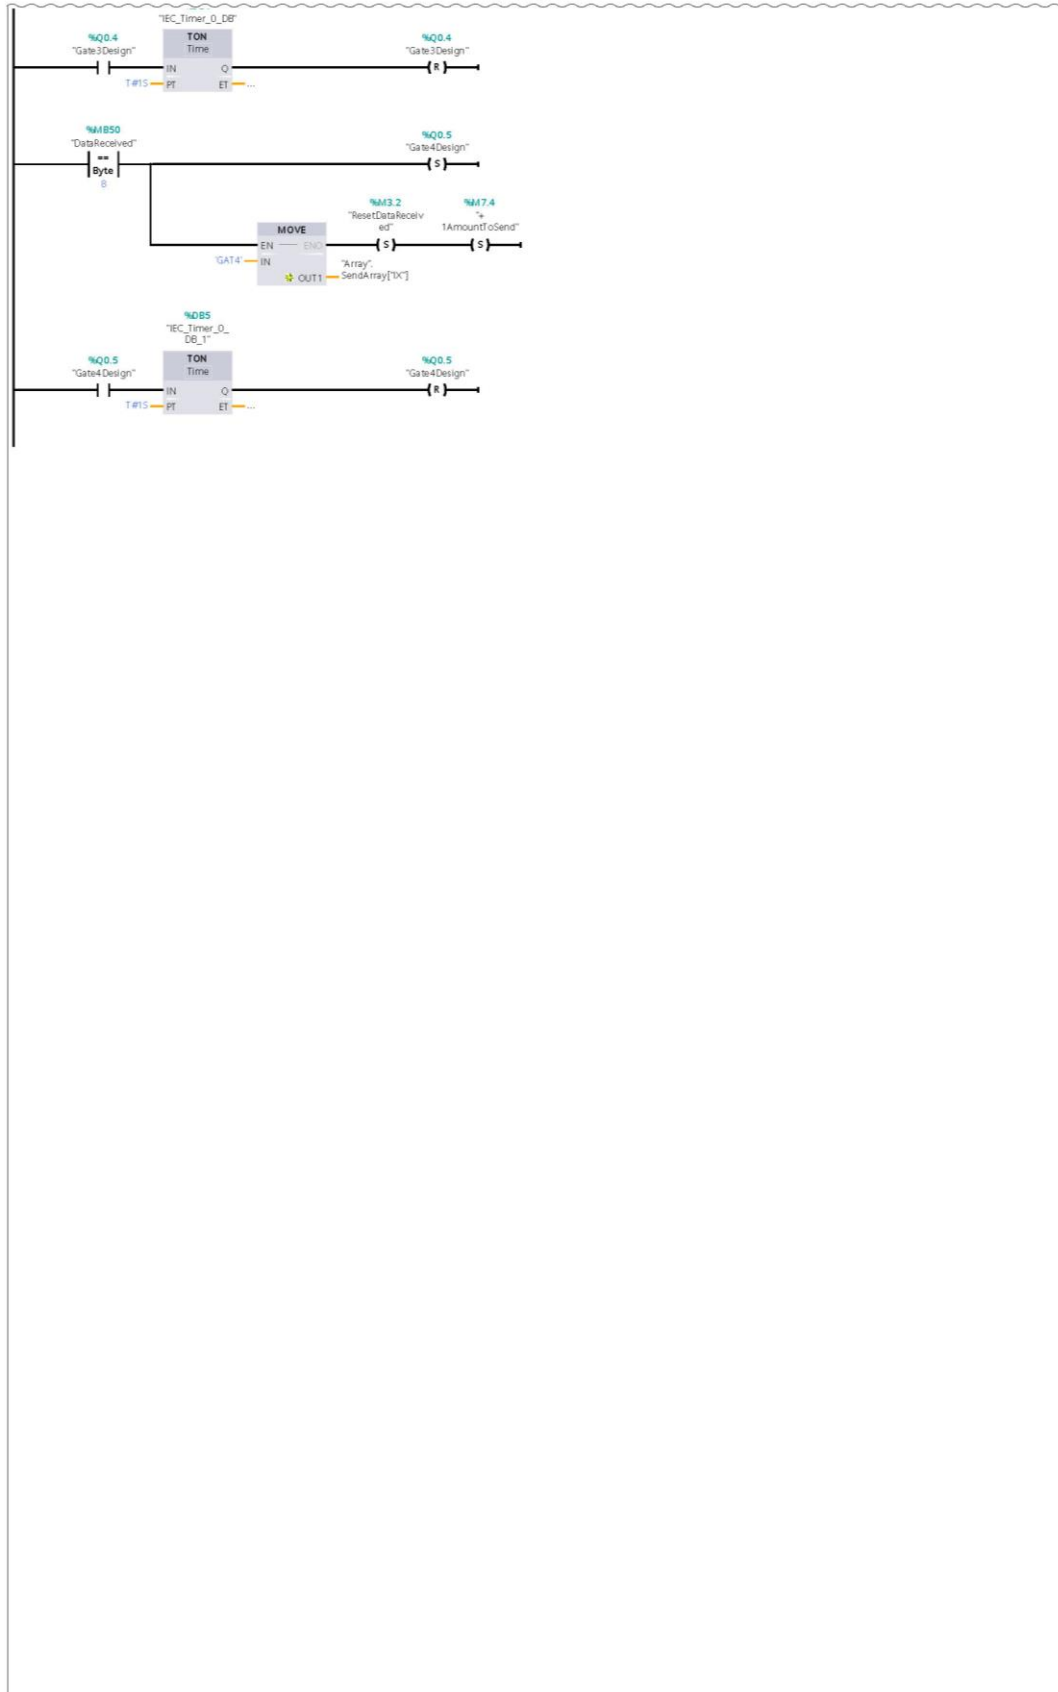 "IEC_Timer_0_DB"
%Q0.4
"Gate3Design"
TON
Time
%Q0.4
"Gate3Design"
IN
Q
R
T#1S
PT
ET
...
%MB50
"DataReceived"
==
Byte
8
%Q0.5
"Gate4Design"
S
%M3.2
"ResetDataReceiv
ed"
S
%M7.4
"+
1AmountToSend"
S
MOVE
EN
ENO
'GAT4'
IN
OUT1
"Array".
SendArray["IX"]
%DB5
"IEC_Timer_0_
DB_1"
%Q0.5
"Gate4Design"
TON
Time
%Q0.5
"Gate4Design"
IN
Q
R
T#1S
PT
ET
...